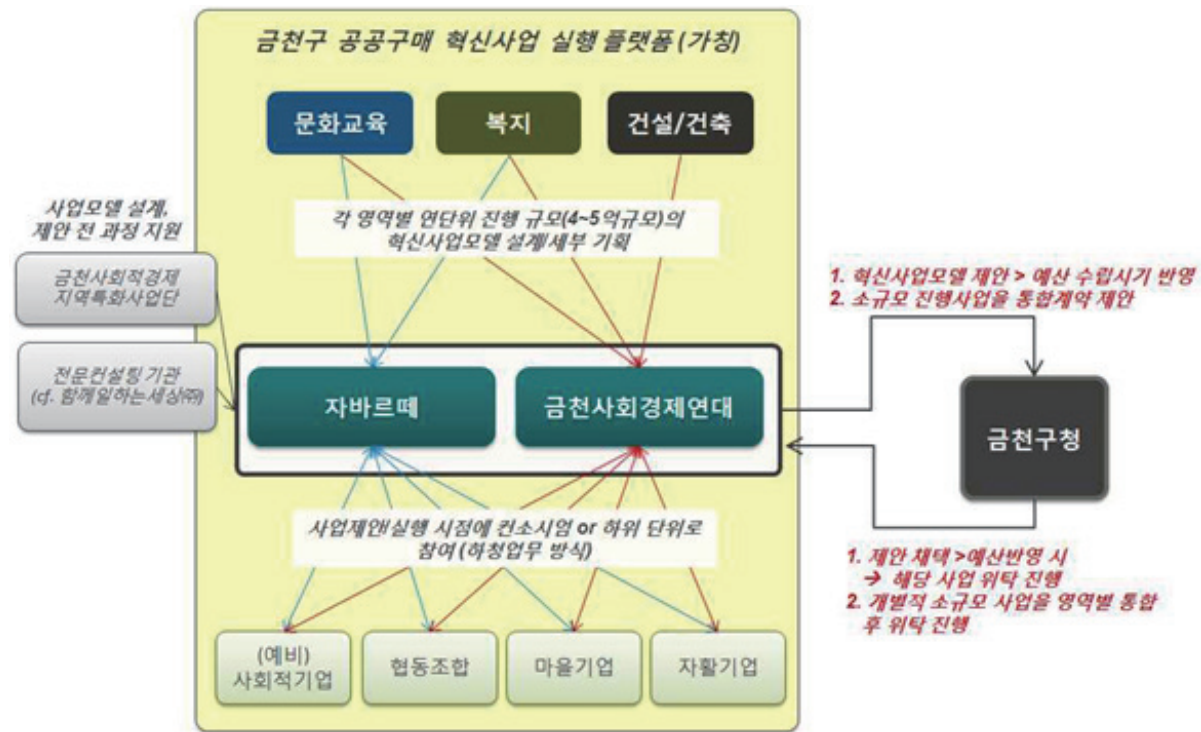 금천구 공공구매 혁신사업 실행 플랫폼 (가칭)
문화교육
복지
건설/건축
사업모델 설계,
제안 전 과정 지원
각 영역별 연단위 진행 규모(4~5억규모)의
혁신사업모델 설계/세부 기획
금천사회적경제
지역특화사업단
전문컨설팅 기관
(cf. 함께일하는세상㈜)
자바르떼
금천사회경제연대
1. 혁신사업모델 제안 > 예산 수립시기 반영
2. 소규모 진행사업을 통합계약 제안
금천구청
사업제안/실행 시점에 컨소시엄 or 하위 단위로
참여 (하청업무 방식)
1. 제안 채택 >예산반영 시
→ 해당 사업 위탁 진행
2. 개별적 소규모 사업을 영역별 통합
후 위탁 진행
(예비)
사회적기업
협동조합
마을기업
자활기업